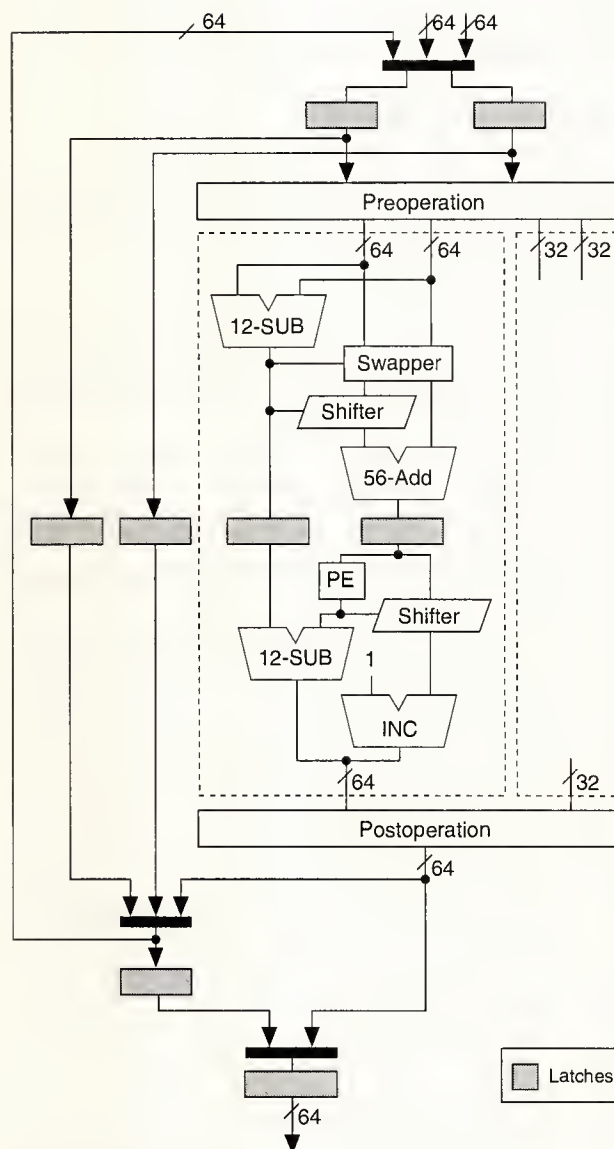 64
64
64
Preoperation
64
64
32
32
12-SUB
Swapper
Shifter
56-Add
PE
Shifter
12-SUB
1
INC
64
32
Postoperation
64
Latches
64